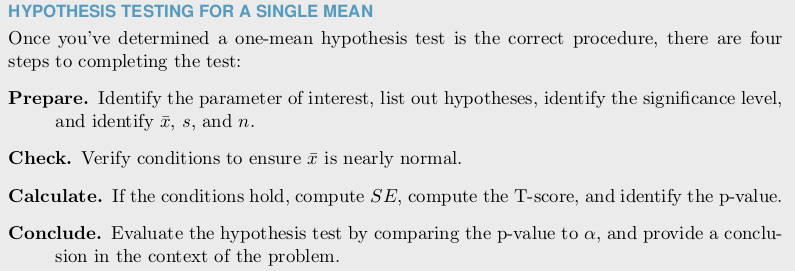 HYPOTHESIS TESTING FOR A SINGLE MEAN
Once you've determined a one-mean hypothesis test is the correct procedure, there are four
steps to completing the test:
Prepare. Identify the parameter of interest, list out hypotheses, identify the significance level,
and identify x̄, s, and n.
Check. Verify conditions to ensure x̄ is nearly normal.
Calculate. If the conditions hold, compute SE, compute the T-score, and identify the p-value.
Conclude. Evaluate the hypothesis test by comparing the p-value to α, and provide a conclu-
sion in the context of the problem.